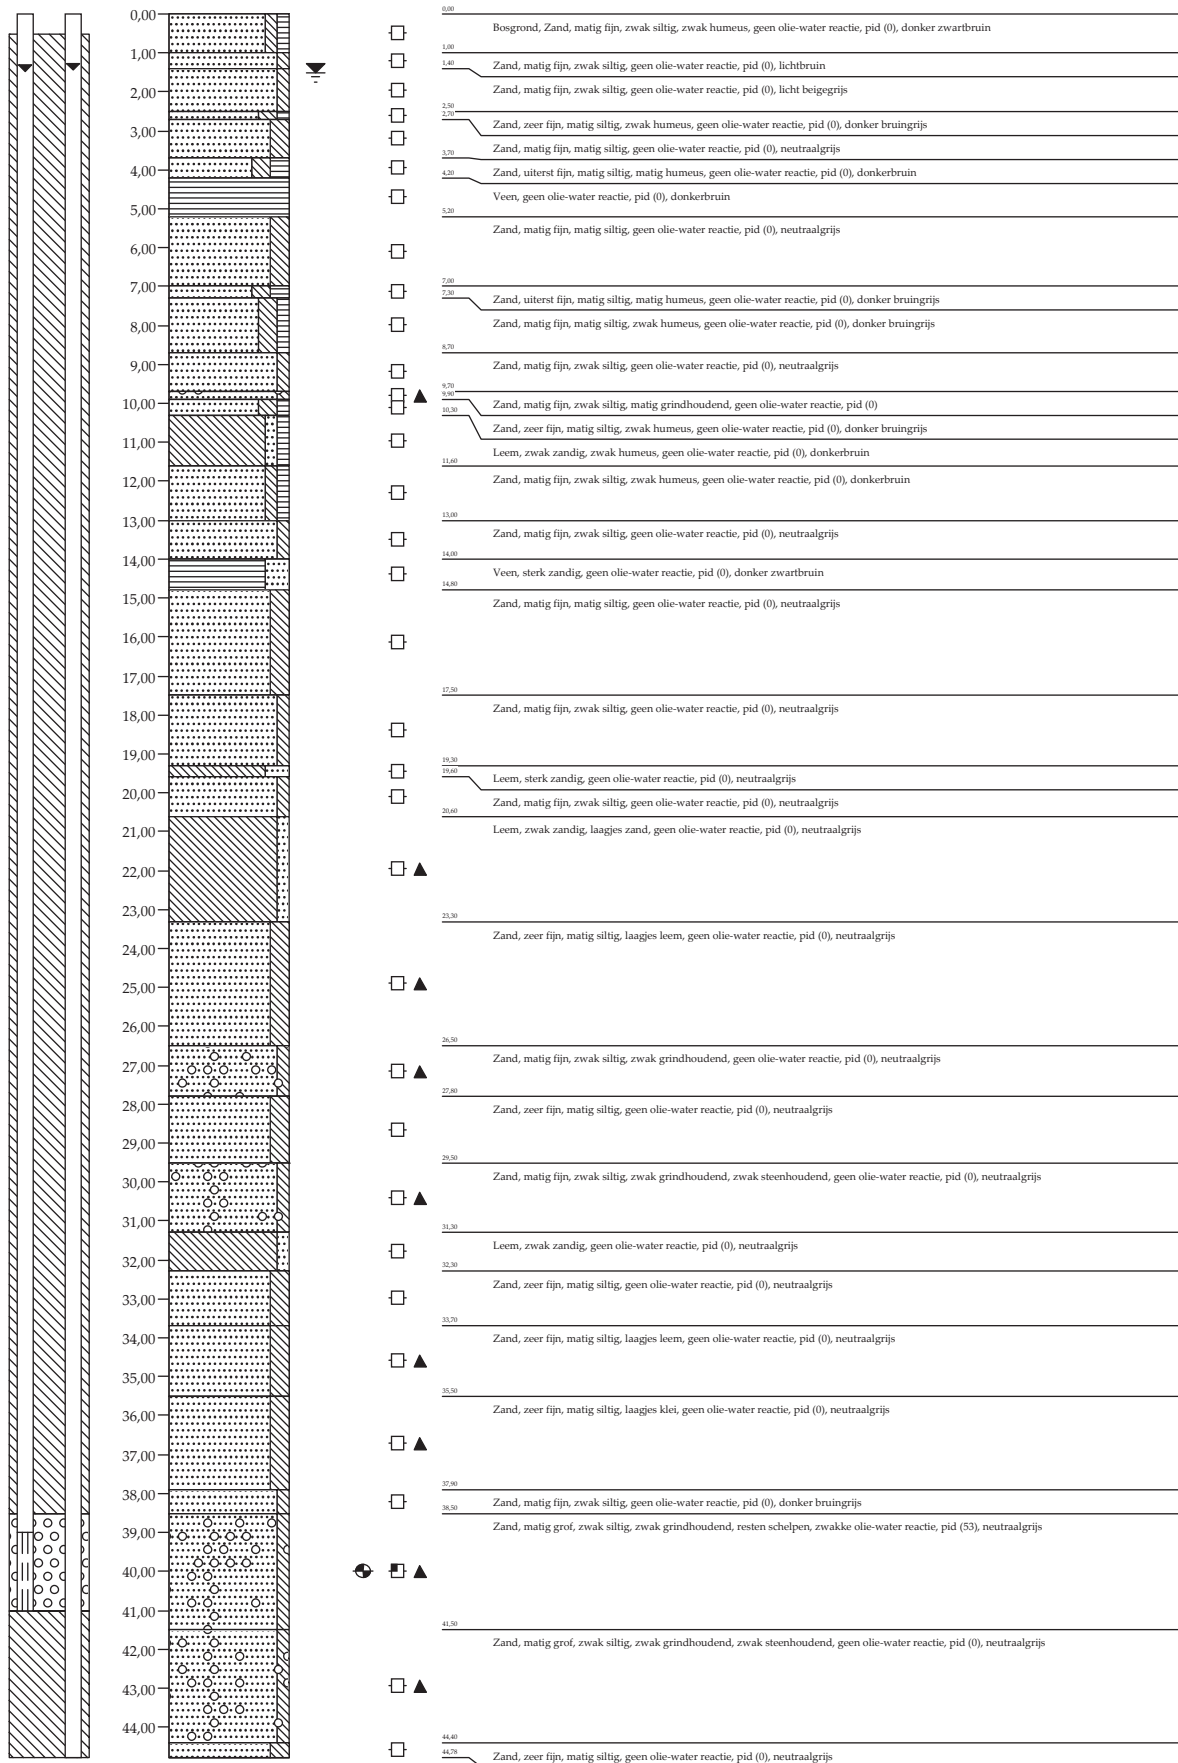 0,00
1,00
2,00
3,00
4,00
5,00
6,00
7,00
8,00
9,00
10,00
11,00
12,00
13,00
14,00
15,00
16,00
17,00
18,00
19,00
20,00
21,00
22,00
23,00
24,00
25,00
26,00
27,00
28,00
29,00
30,00
31,00
32,00
33,00
34,00
35,00
36,00
37,00
38,00
39,00
40,00
41,00
42,00
43,00
44,00
0,00
Bosgrond, Zand, matig fijn, zwak siltig, zwak humeus, geen olie-water reactie, pid (0), donker zwartbruin
1,00
Zand, matig fijn, zwak siltig, geen olie-water reactie, pid (0), lichtbruin
1,40
Zand, matig fijn, zwak siltig, geen olie-water reactie, pid (0), licht beigegrijs
2,50
Zand, zeer fijn, matig siltig, zwak humeus, geen olie-water reactie, pid (0), donker bruingrijs
2,70
Zand, matig fijn, matig siltig, geen olie-water reactie, pid (0), neutraalgrijs
3,70
Zand, uiterst fijn, matig siltig, matig humeus, geen olie-water reactie, pid (0), donkerbruin
4,20
Veen, geen olie-water reactie, pid (0), donkerbruin
5,20
Zand, matig fijn, matig siltig, geen olie-water reactie, pid (0), neutraalgrijs
7,00
Zand, uiterst fijn, matig siltig, matig humeus, geen olie-water reactie, pid (0), donker bruingrijs
7,30
Zand, matig fijn, matig siltig, zwak humeus, geen olie-water reactie, pid (0), donker bruingrijs
8,70
Zand, matig fijn, zwak siltig, geen olie-water reactie, pid (0), neutraalgrijs
9,70
Zand, matig fijn, zwak siltig, matig grindhoudend, geen olie-water reactie, pid (0)
9,90
Zand, zeer fijn, matig siltig, zwak humeus, geen olie-water reactie, pid (0), donker bruingrijs
10,30
Leem, zwak zandig, zwak humeus, geen olie-water reactie, pid (0), donkerbruin
11,60
Zand, matig fijn, zwak siltig, zwak humeus, geen olie-water reactie, pid (0), donkerbruin
13,00
Zand, matig fijn, zwak siltig, geen olie-water reactie, pid (0), neutraalgrijs
14,00
Veen, sterk zandig, geen olie-water reactie, pid (0), donker zwartbruin
14,80
Zand, matig fijn, matig siltig, geen olie-water reactie, pid (0), neutraalgrijs
17,50
Zand, matig fijn, zwak siltig, geen olie-water reactie, pid (0), neutraalgrijs
19,30
Leem, sterk zandig, geen olie-water reactie, pid (0), neutraalgrijs
19,60
Zand, matig fijn, zwak siltig, geen olie-water reactie, pid (0), neutraalgrijs
20,60
Leem, zwak zandig, laagjes zand, geen olie-water reactie, pid (0), neutraalgrijs
23,30
Zand, zeer fijn, matig siltig, laagjes leem, geen olie-water reactie, pid (0), neutraalgrijs
26,50
Zand, matig fijn, zwak siltig, zwak grindhoudend, geen olie-water reactie, pid (0), neutraalgrijs
27,80
Zand, zeer fijn, matig siltig, geen olie-water reactie, pid (0), neutraalgrijs
29,50
Zand, matig fijn, zwak siltig, zwak grindhoudend, zwak steenhoudend, geen olie-water reactie, pid (0), neutraalgrijs
31,30
Leem, zwak zandig, geen olie-water reactie, pid (0), neutraalgrijs
32,30
Zand, zeer fijn, matig siltig, geen olie-water reactie, pid (0), neutraalgrijs
33,70
Zand, zeer fijn, matig siltig, laagjes leem, geen olie-water reactie, pid (0), neutraalgrijs
35,50
Zand, zeer fijn, matig siltig, laagjes klei, geen olie-water reactie, pid (0), neutraalgrijs
37,90
Zand, matig fijn, zwak siltig, geen olie-water reactie, pid (0), donker bruingrijs
38,50
Zand, matig grof, zwak siltig, zwak grindhoudend, resten schelpen, zwakke olie-water reactie, pid (53), neutraalgrijs
41,50
Zand, matig grof, zwak siltig, zwak grindhoudend, zwak steenhoudend, geen olie-water reactie, pid (0), neutraalgrijs
44,40
Zand, zeer fijn, matig siltig, geen olie-water reactie, pid (0), neutraalgrijs
44,78